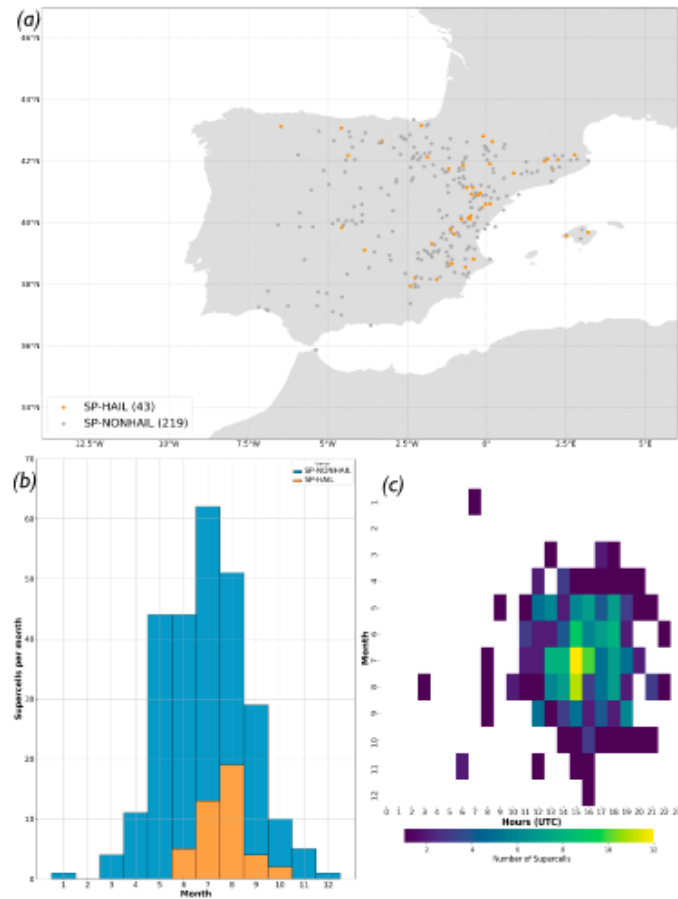 (a)
46°N
44°N
42°N
40°N
38°N
36°N
34°N
SP-HAIL (43)
SP-NONHAIL (219)
12.5°W 10°W 7.5°W 5°W 2.5°W 0° 2.5°E 5°E
(b)
70
60
50
40
30
20
10
0
Supercells per month
SP-NONHAIL
SP-HAIL
1 2 3 4 5 6 7 8 9 10 11 12
Month
(c)
1
2
3
4
5
6
7
8
9
10
11
12
Month
0 1 2 3 4 5 6 7 8 9 10 11 12 13 14 15 16 17 18 19 20 21 22 23
Hours (UTC)
2 4 6 8 10 12
Number of Supercells